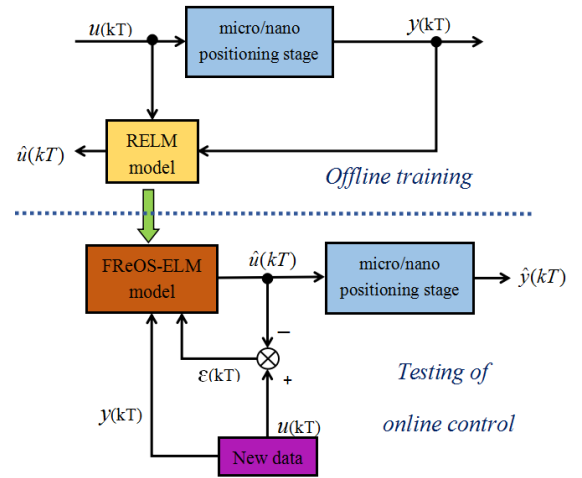 u(kT)
micro/nano
positioning stage
y(kT)
RELM
model
û(kT)
Offline training
FReOS-ELM
model
û(kT)
micro/nano
positioning stage
ŷ(kT)
−
ε(kT)
+
Testing of
online control
y(kT)
u(kT)
New data